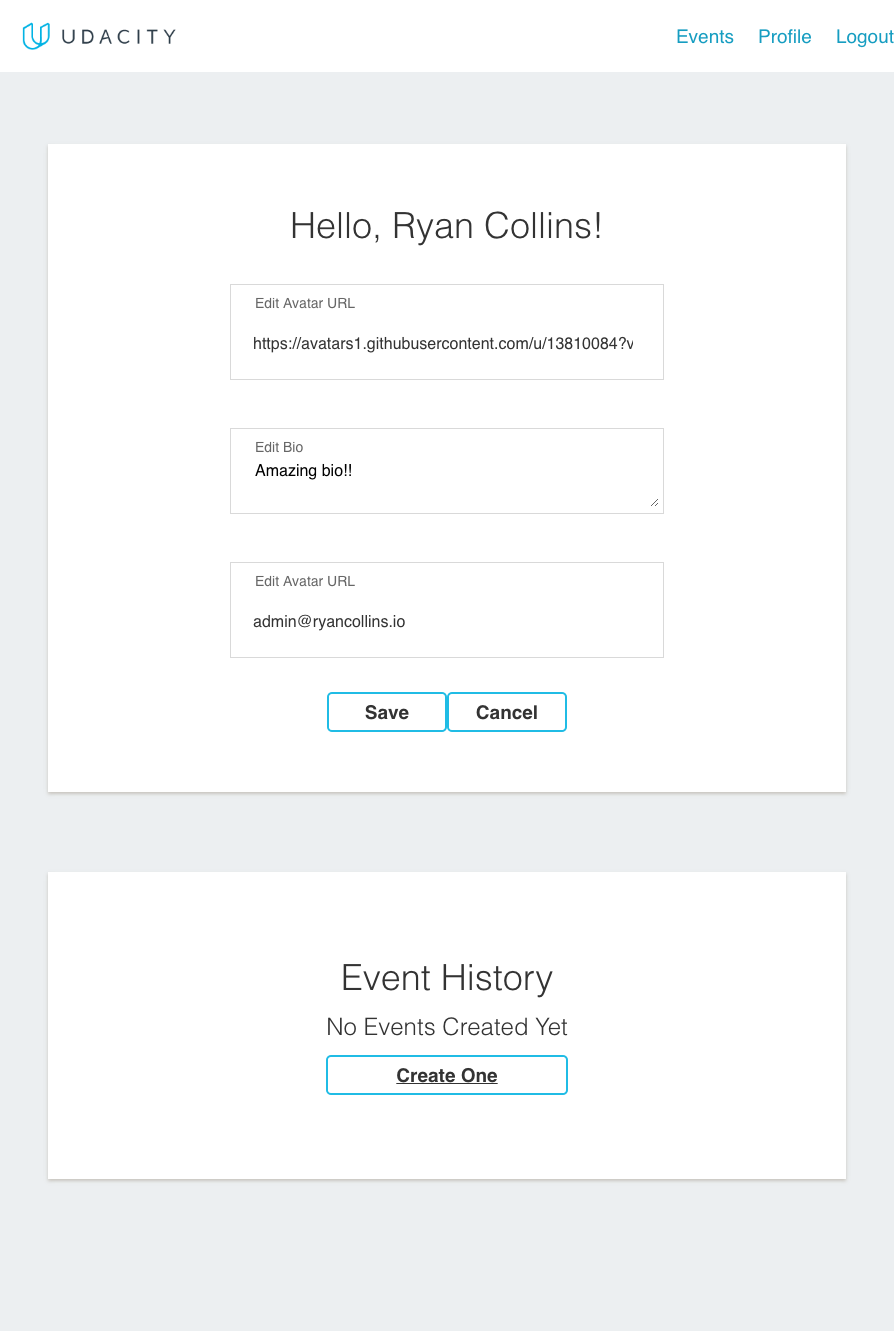 UDACITY Events Profile Logout
Hello, Ryan Collins!
Edit Avatar URL
https://avatars1.githubusercontent.com/u/13810084?v
Edit Bio
Amazing bio!!
Edit Avatar URL
admin@ryancollins.io
Save Cancel
Event History
No Events Created Yet
Create One